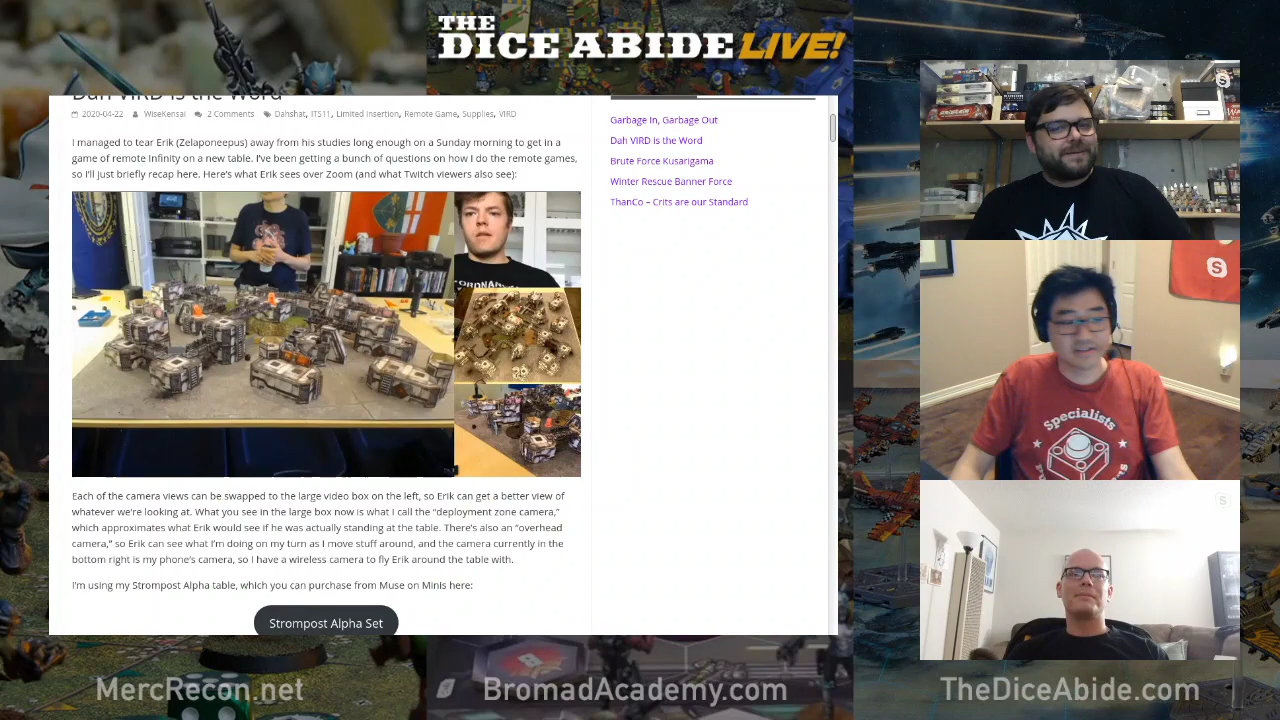 THE
DICE ABIDE LIVE!
Dah VIRD is the Word
2020-04-22 WiseKensai 2 Comm Dahshat, ITS11, Limited Insertion, Remote Game, Supplies, VIRD
I managed to tear Erik (Zelaponeepus) away from his studies long enough on a Sunday morning to get in a
game of remote Infinity on a new table. I've been getting a bunch of questions on how I do the remote games,
so I'll just briefly recap here. Here's what Erik sees over Zoom (and what Twitch viewers also see):
ORDNAN
Each of the camera views can be swapped to the large video box on the left, so Erik can get a better view of
whatever we're looking at. What you see in the large box now is what I call the "deployment zone camera,"
which approximates what Erik would see if he was actually standing at the table. There's also an "overhead
camera," so Erik can see what I'm doing on my turn as I move stuff around, and the camera currently in the
bottom right is my phone's camera, so I have a wireless camera to fly Erik around the table with.
I'm using my Strompost Alpha table, which you can purchase from Muse on Minis here:
Strompost Alpha Set
Garbage In, Garbage Out
Dah VIRD is the Word
Brute Force Kusarigama
Winter Rescue Banner Force
ThanCo – Crits are our Standard
S
S
Specialists
S
MercRecon.net
BromadAcademy.com
TheDiceAbide.com